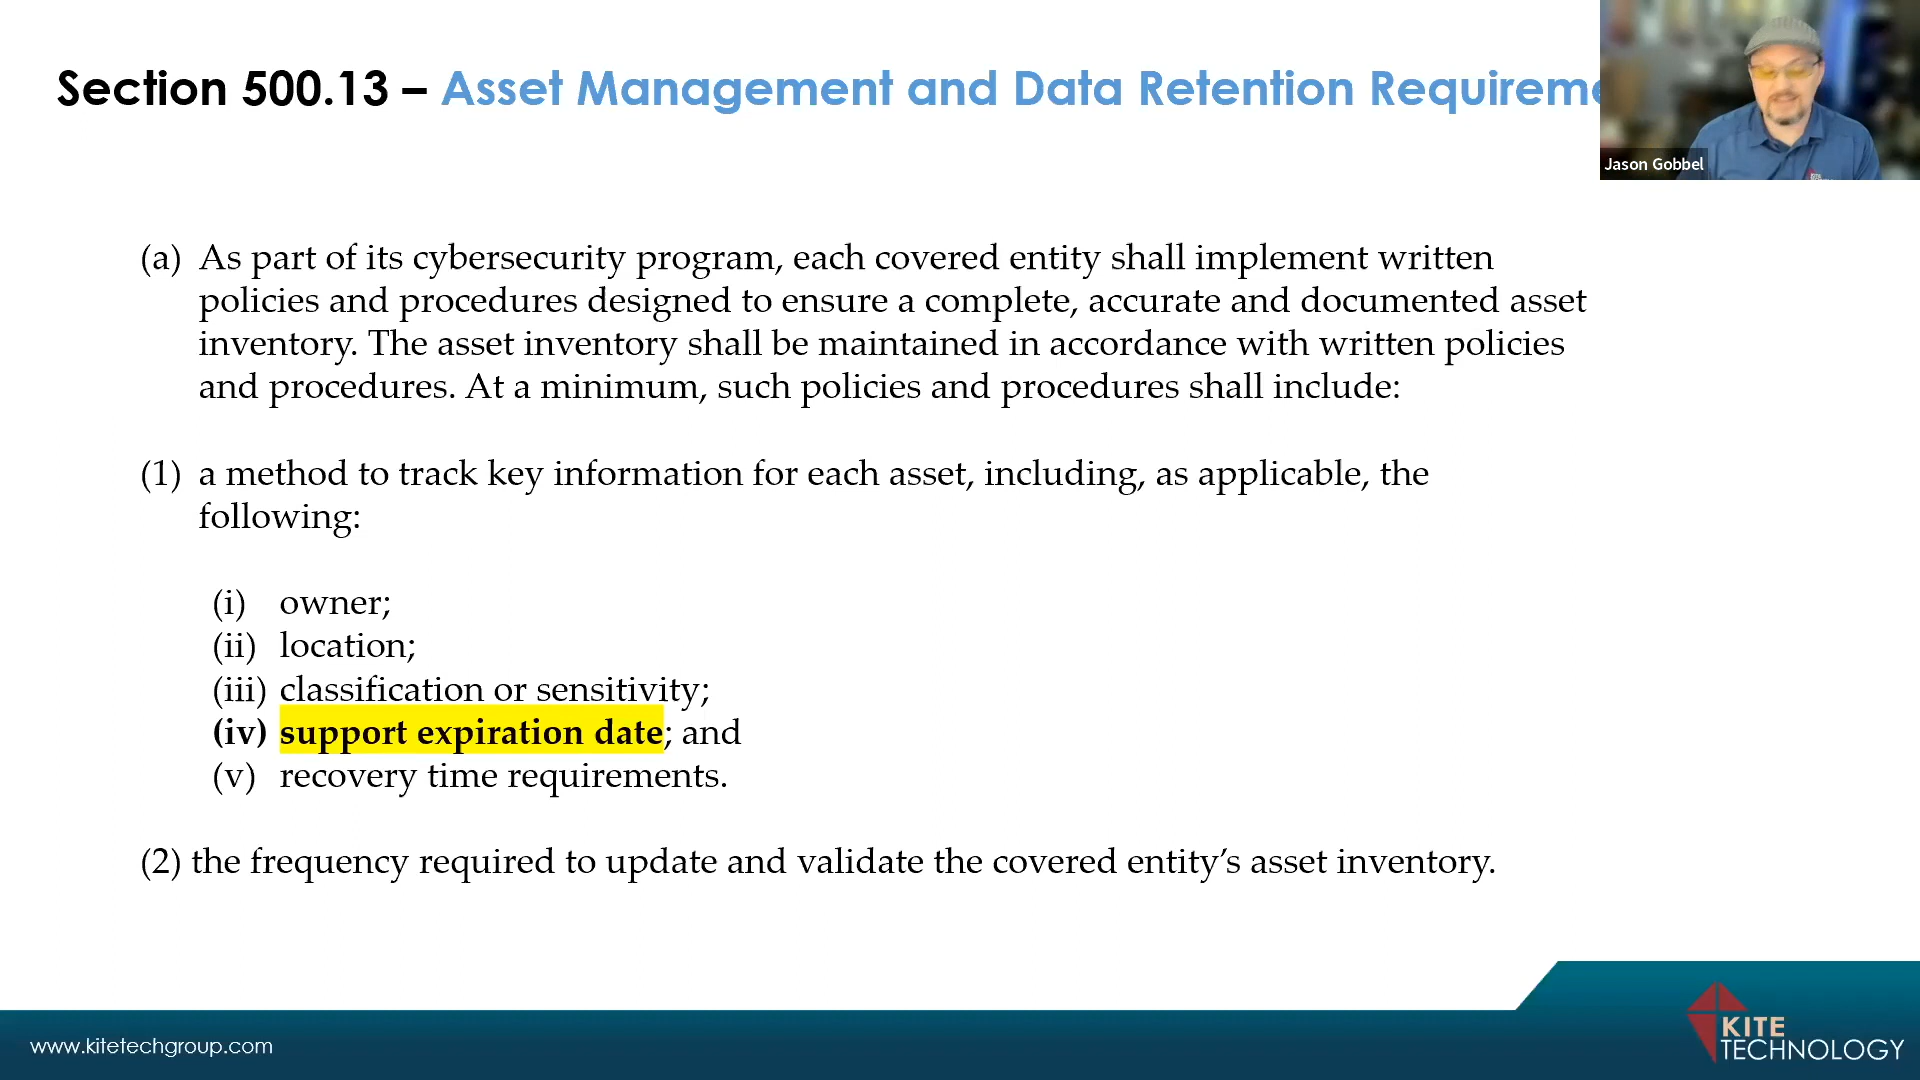 Section 500.13 – Asset Management and Data Retention Requireme
Jason Gobbel
(a) As part of its cybersecurity program, each covered entity shall implement written
policies and procedures designed to ensure a complete, accurate and documented asset
inventory. The asset inventory shall be maintained in accordance with written policies
and procedures. At a minimum, such policies and procedures shall include:
(1) a method to track key information for each asset, including, as applicable, the
following:
(i) owner;
(ii) location;
(iii) classification or sensitivity;
(iv) support expiration date; and
(v) recovery time requirements.
(2) the frequency required to update and validate the covered entity’s asset inventory.
www.kitetechgroup.com
KITE
TECHNOLOGY